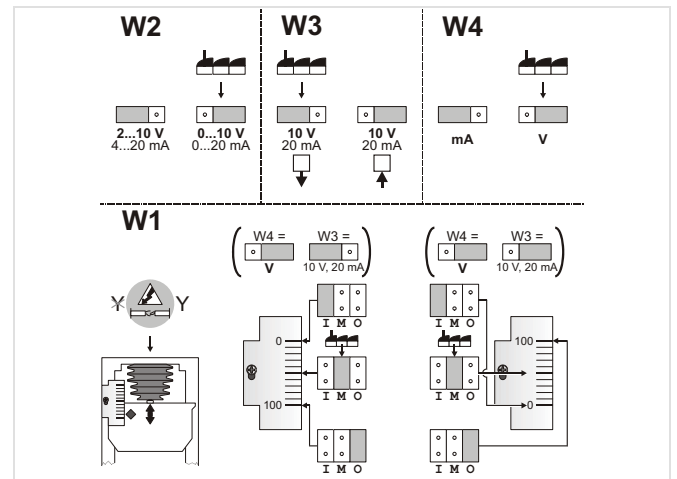 W2
W3
W4
2...10 V
4...20 mA
0...10 V
0...20 mA
10 V
20 mA
10 V
20 mA
mA
V
W1
Y Y
W4 =
V
W3 =
10 V, 20 mA
W4 =
V
W3 =
10 V, 20 mA
I M O
0
I M O
100
I M O
I M O
100
I M O
0
I M O